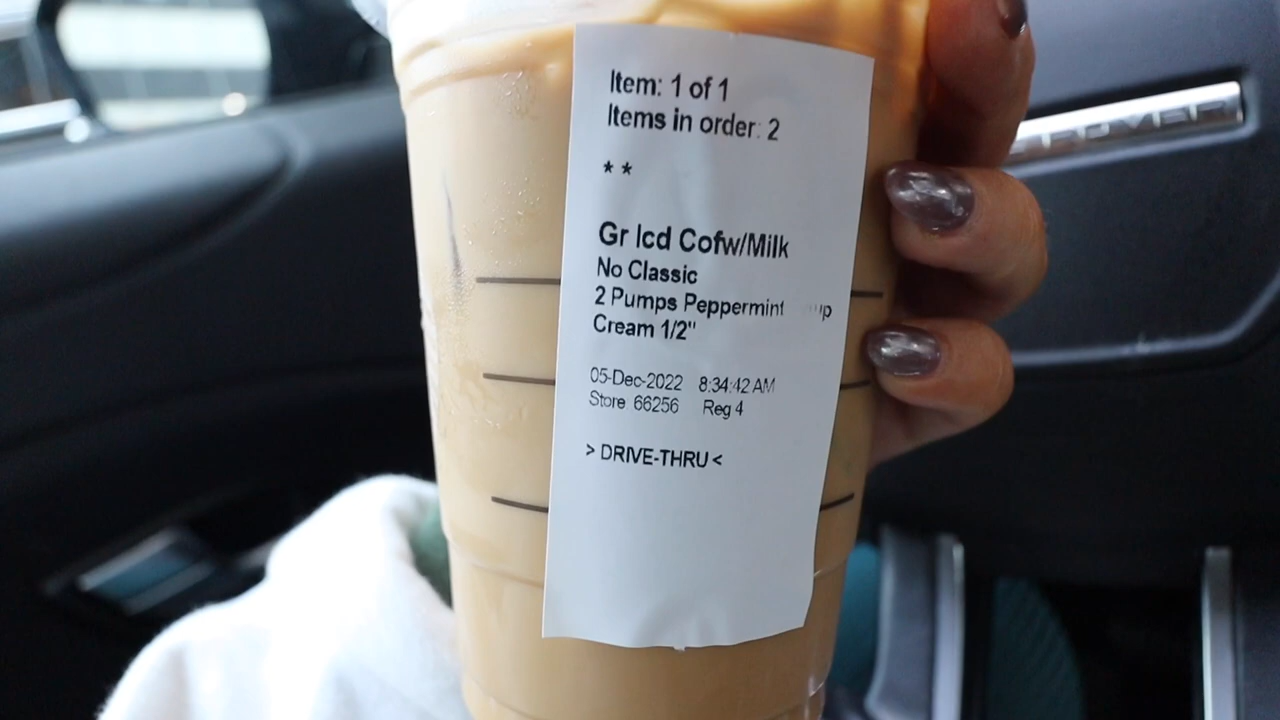 Item: 1 of 1
Items in order: 2
**
Gr Icd Cofw/Milk
No Classic
2 Pumps Peppermint
Cream 1/2"
05-Dec-2022 8:34:42 AM
Store 66256 Reg 4
> DRIVE-THRU <